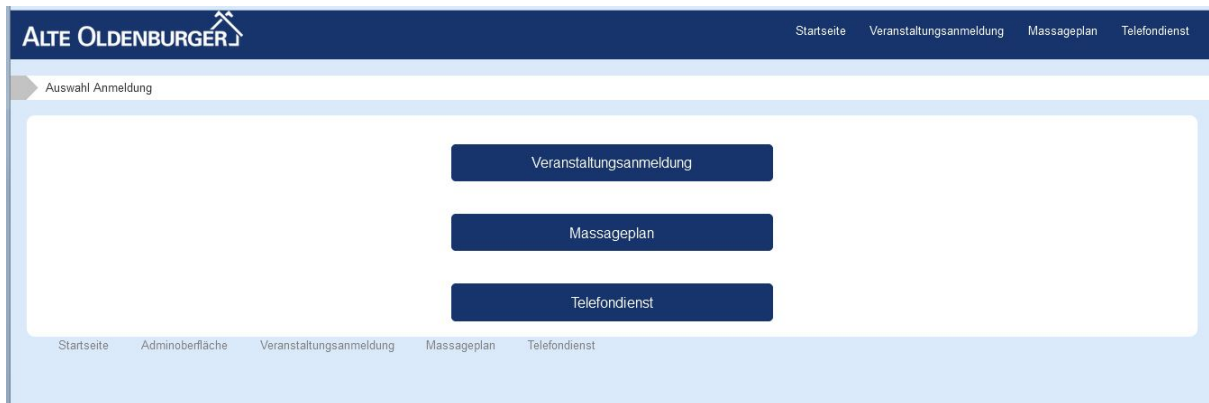 ALTE OLDENBURGER Startseite Veranstaltungsanmeldung Massageplan Telefondienst
Auswahl Anmeldung
Veranstaltungsanmeldung
Massageplan
Telefondienst
Startseite Adminoberfläche Veranstaltungsanmeldung Massageplan Telefondienst